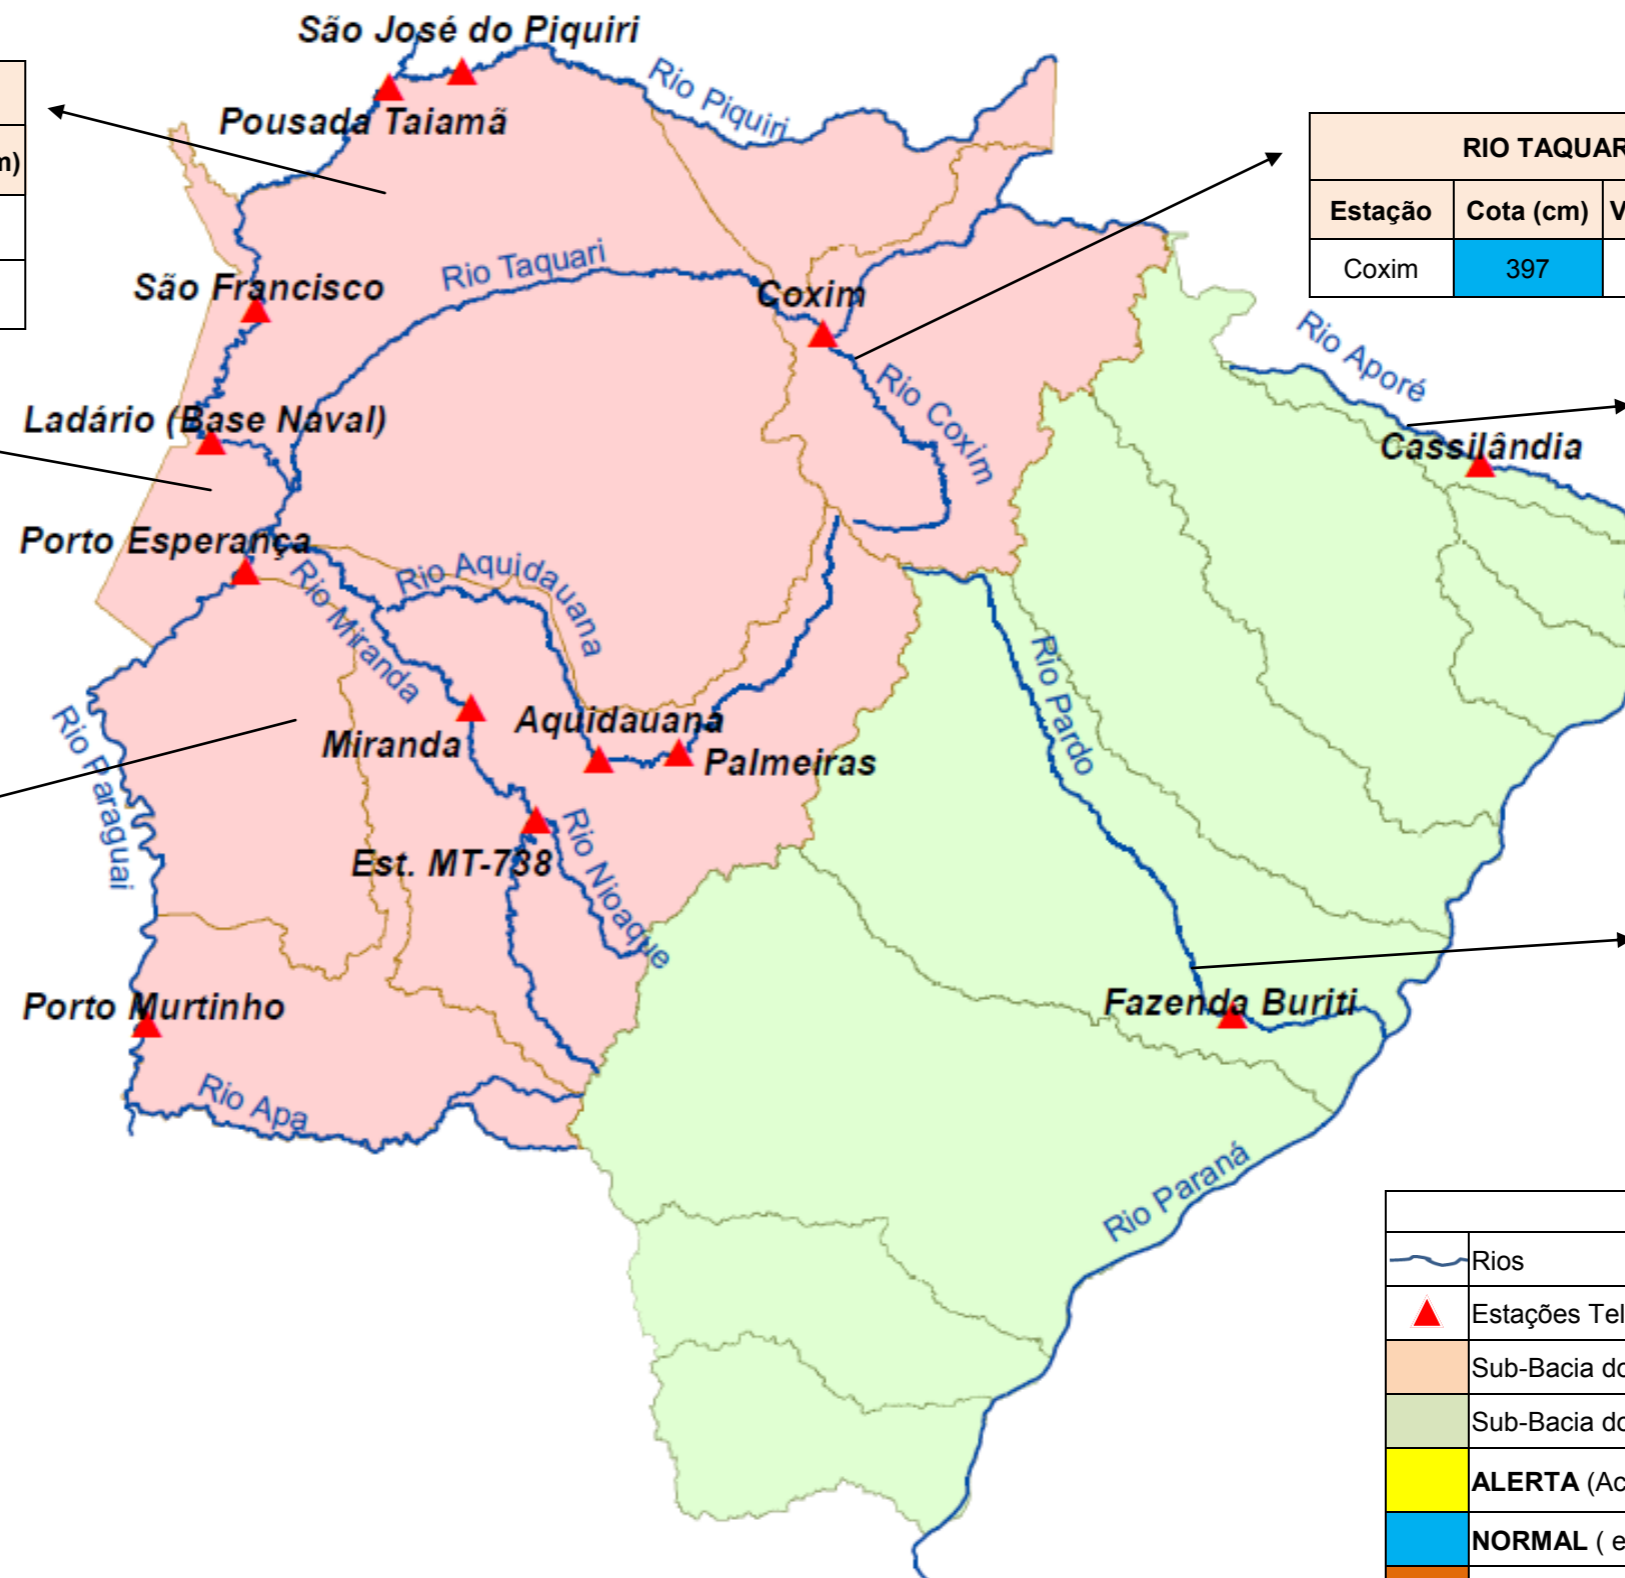 São José do Piquiri
Rio Piquiri
Pousada Taiamã
m)
RIO TAQUAR
Estação Cota (cm) V
Coxim 397
Rio Taquari
São Francisco
Coxim
Rio Aporé
Rio Coxim
Ladário (Base Naval)
Cassilândia
Porto Esperança
Rio Aquidauana
Rio Miranda
Rio Pardo
Aquidauana
Miranda
Palmeiras
Rio Paraguai
Est. MT-738
Rio Nioaque
Porto Murtinho
Fazenda Buriti
Rio Apa
Rio Paraná
Rios
Estações Tel
Sub-Bacia do
Sub-Bacia do
ALERTA (Ac
NORMAL ( e